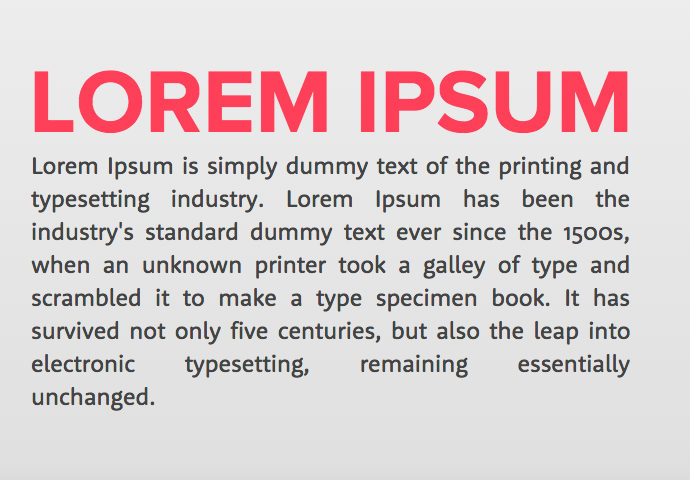 LOREM IPSUM
Lorem Ipsum is simply dummy text of the printing and
typesetting industry. Lorem Ipsum has been the
industry's standard dummy text ever since the 1500s,
when an unknown printer took a galley of type and
scrambled it to make a type specimen book. It has
survived not only five centuries, but also the leap into
electronic typesetting, remaining essentially
unchanged.